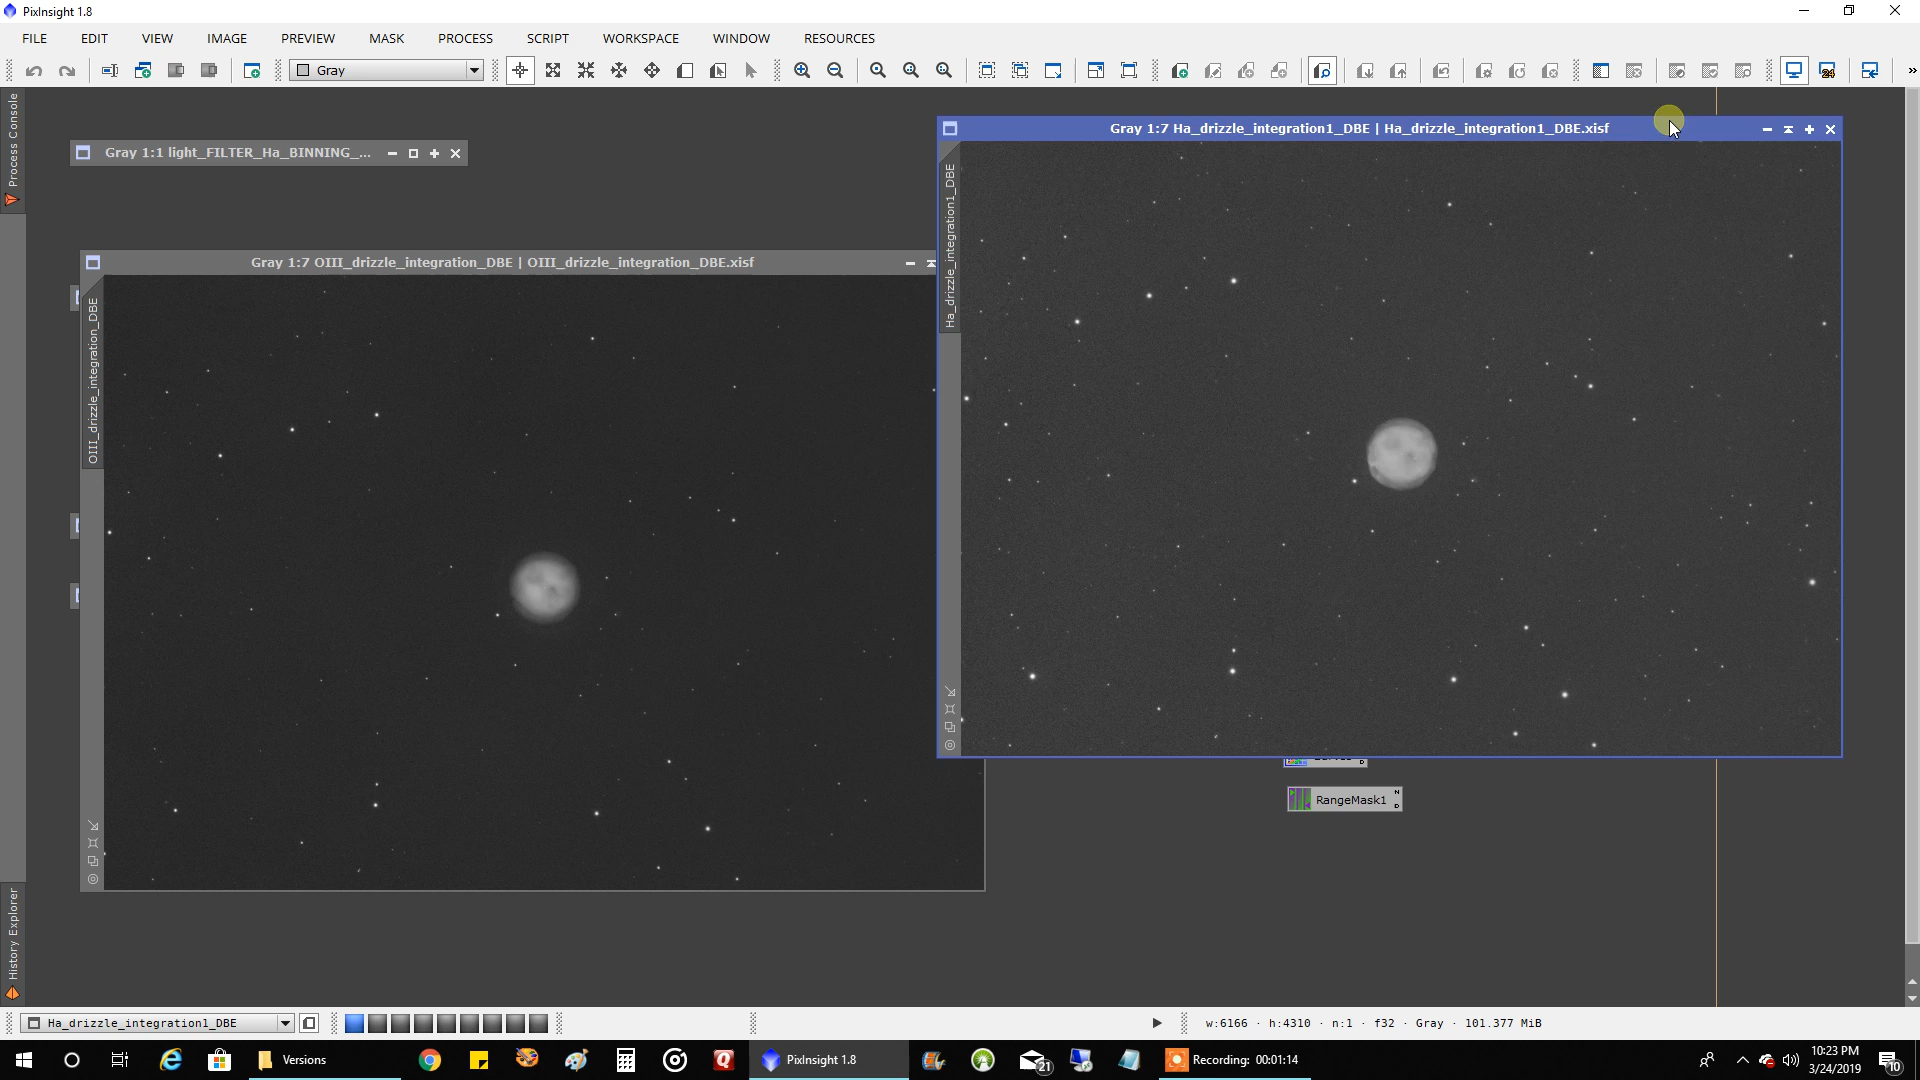 PixInsight 1.8
FILE EDIT VIEW IMAGE PREVIEW MASK PROCESS SCRIPT WORKSPACE WINDOW RESOURCES
Gray
24
»
Process Console
Gray 1:1 light_FILTER_Ha_BINNING_...
Gray 1:7 Ha_drizzle_integration1_DBE | Ha_drizzle_integration1_DBE.xisf
Ha_drizzle_integration1_DBE
Gray 1:7 OIII_drizzle_integration_DBE | OIII_drizzle_integration_DBE.xisf
OIII_drizzle_integration_DBE
RangeMask1
N
D
History Explorer
Ha_drizzle_integration1_DBE
w:6166 · h:4310 · n:1 · f32 · Gray · 101.377 MiB
Versions
PixInsight 1.8
21
Recording: 00:01:14
10:23 PM
3/24/2019
10